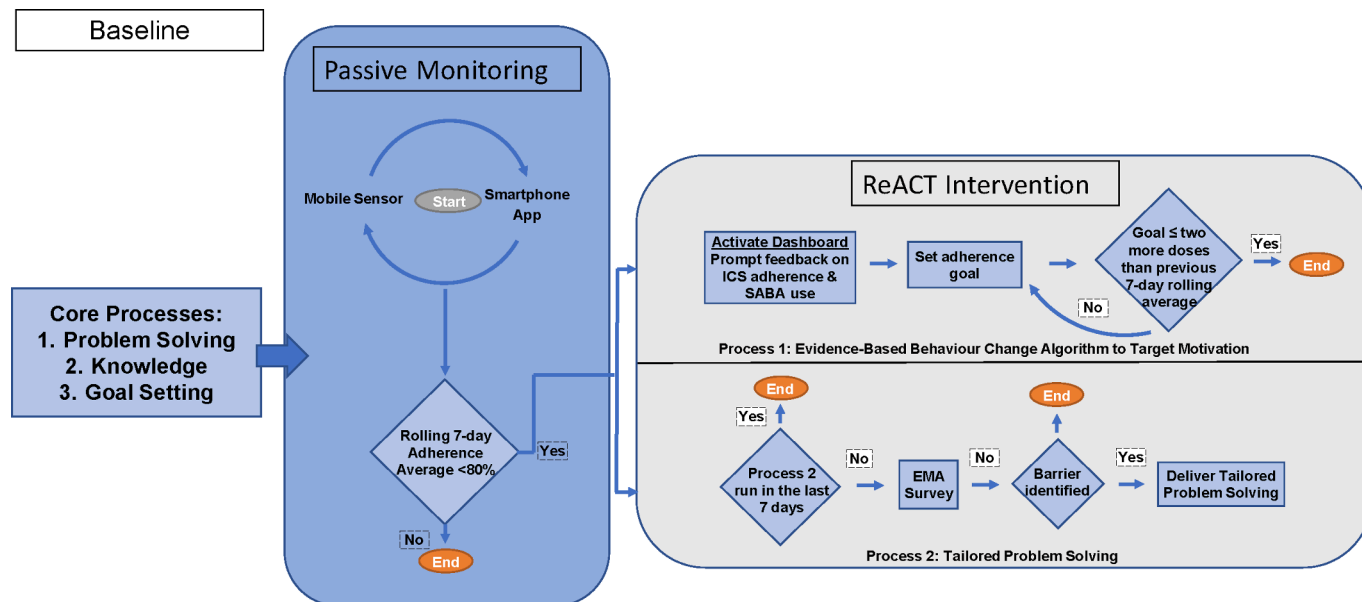 Baseline
Core Processes:
1. Problem Solving
2. Knowledge
3. Goal Setting
Passive Monitoring
Mobile Sensor
Start
Smartphone
App
Rolling 7-day
Adherence
Average <80%
Yes
No
End
ReACT Intervention
Activate Dashboard
Prompt feedback on
ICS adherence &
SABA use
Set adherence
goal
Goal ≤ two
more doses
than previous
7-day rolling
average
Yes
End
No
Process 1: Evidence-Based Behaviour Change Algorithm to Target Motivation
End
Yes
Process 2
run in the last
7 days
No
EMA
Survey
No
End
Barrier
identified
Yes
Deliver Tailored
Problem Solving
Process 2: Tailored Problem Solving